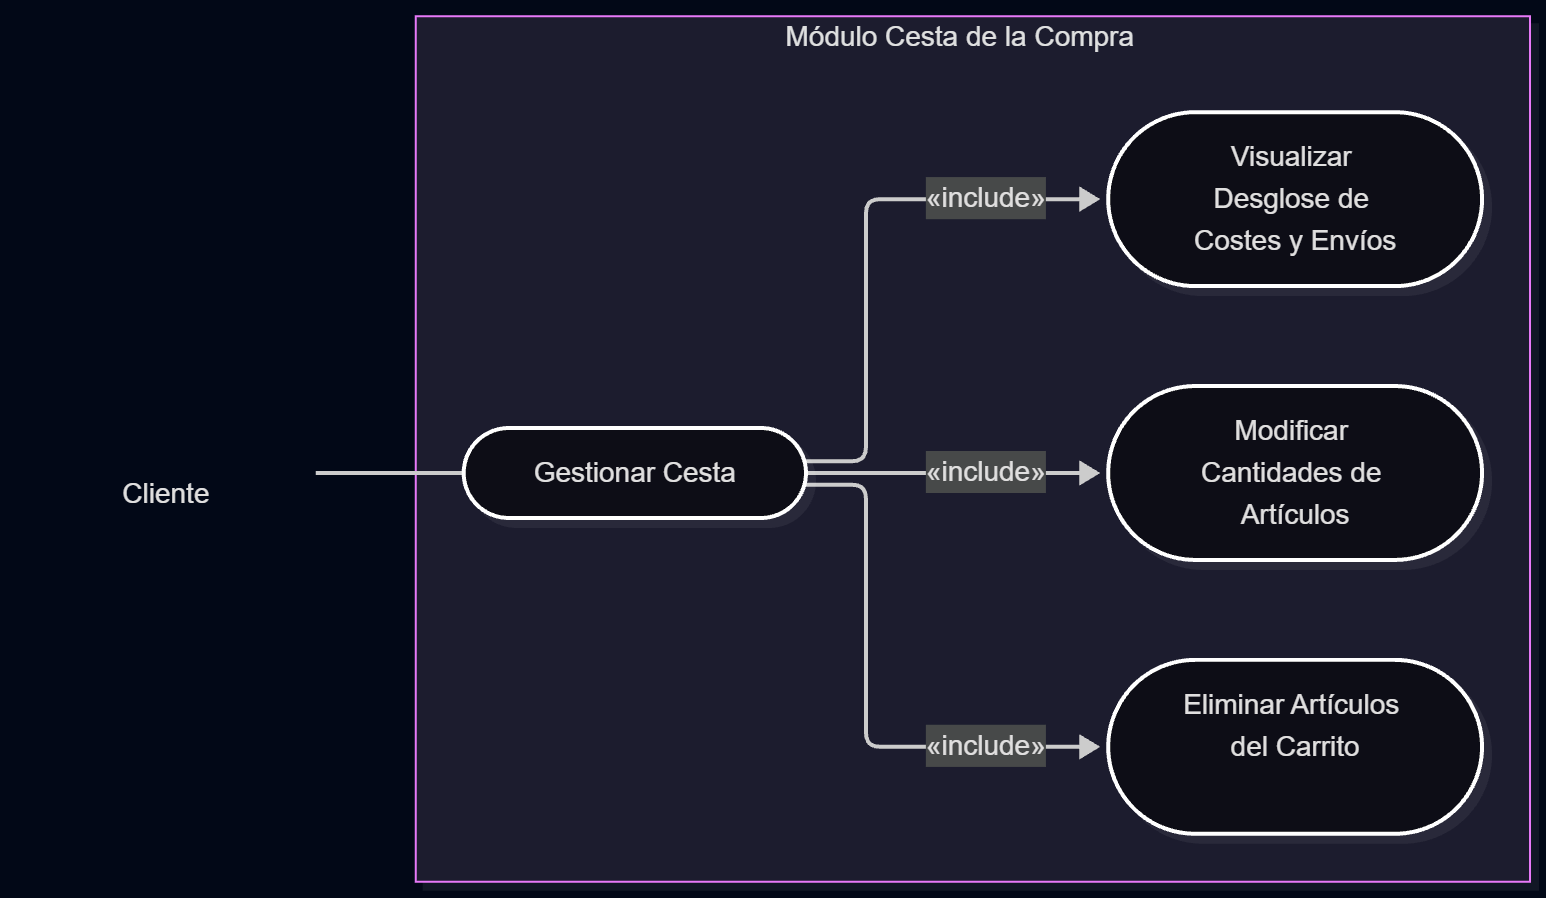 Módulo Cesta de la Compra
Cliente
Gestionar Cesta
«include»
Visualizar
Desglose de
Costes y Envíos
«include»
Modificar
Cantidades de
Artículos
«include»
Eliminar Artículos
del Carrito